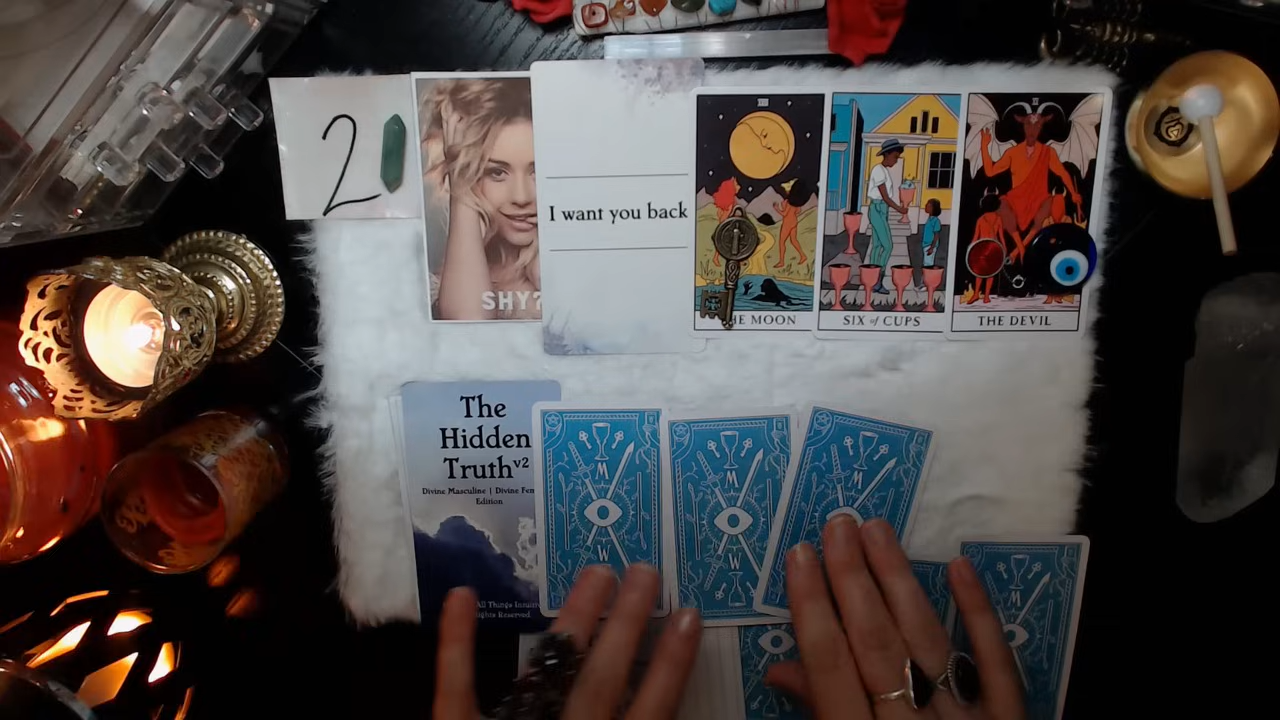 2
SHY?
I want you back
THE MOON
SIX of CUPS
THE DEVIL
The
Hidden
Truth v2
Divine Masculine | Divine Fem
Edition
All Things
Rights Reserved.
M
W
M
W
M
M